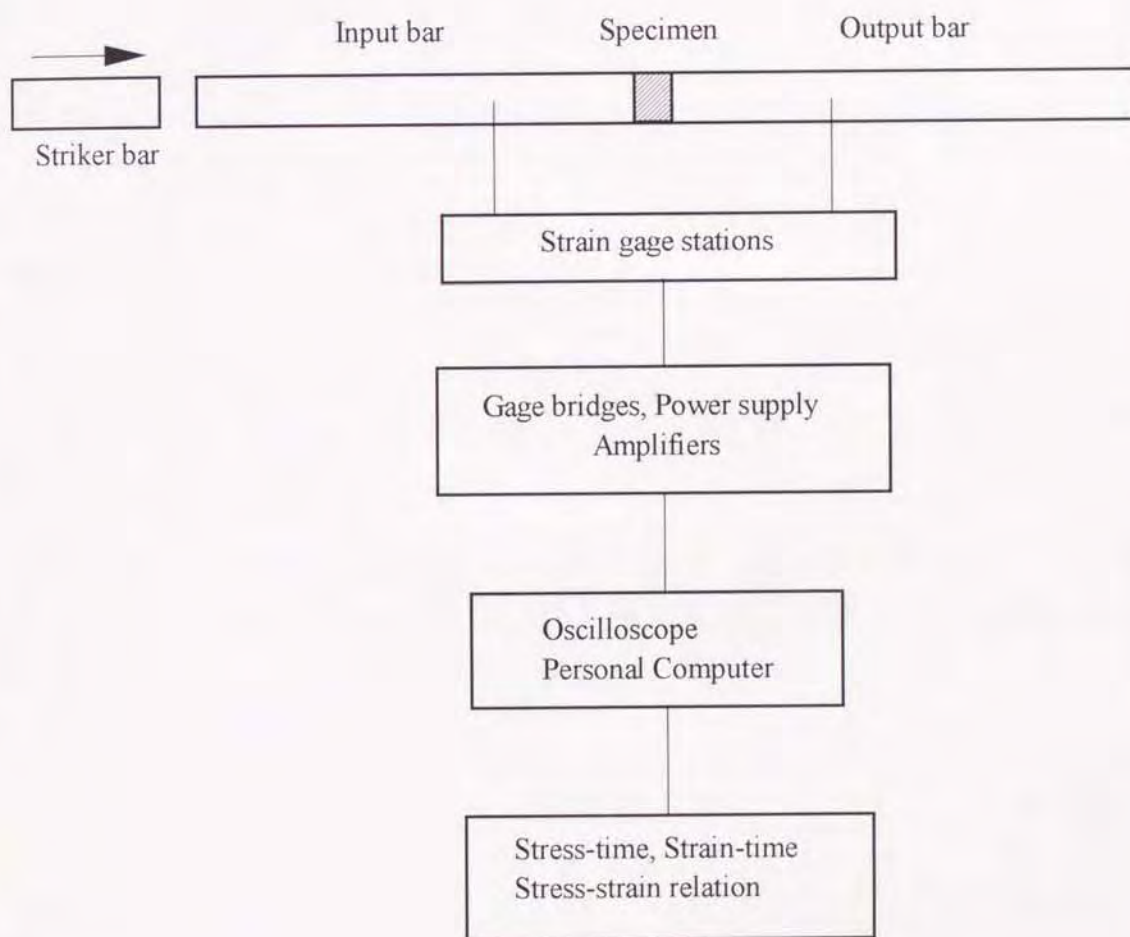 Input bar
Specimen
Output bar
Striker bar
Strain gage stations
Gage bridges, Power supply
Amplifiers
Oscilloscope
Personal Computer
Stress-time, Strain-time
Stress-strain relation